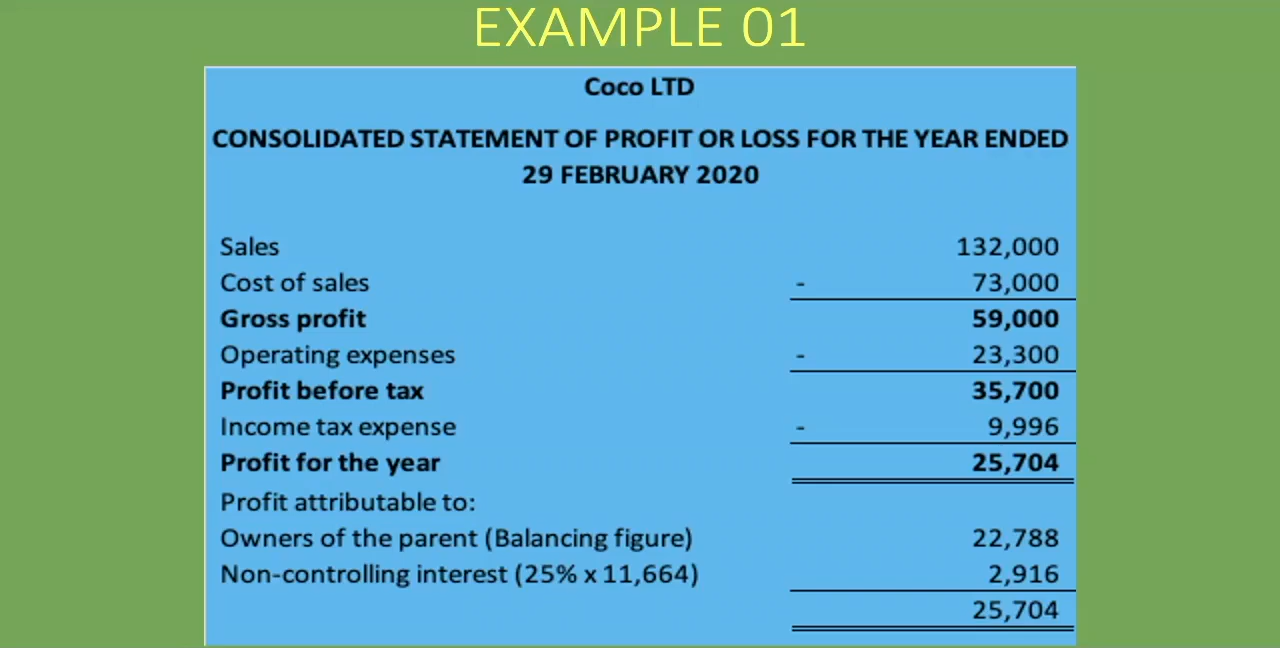 EXAMPLE 01
Coco LTD
CONSOLIDATED STATEMENT OF PROFIT OR LOSS FOR THE YEAR ENDED
29 FEBRUARY 2020
Sales 132,000
Cost of sales - 73,000
Gross profit 59,000
Operating expenses - 23,300
Profit before tax 35,700
Income tax expense - 9,996
Profit for the year 25,704
Profit attributable to:
Owners of the parent (Balancing figure) 22,788
Non-controlling interest (25% x 11,664) 2,916
25,704